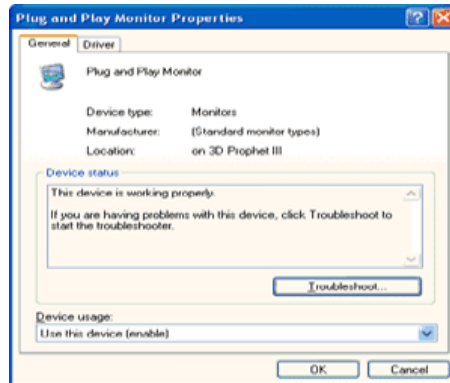 Plug and Play Monitor Properties
General Driver
Plug and Play Monitor
Device type: Monitors
Manufacturer: (Standard monitor types)
Location: on 3D Prophet III
Device status
This device is working properly.
If you are having problems with this device, click Troubleshoot to
start the troubleshooter.
Troubleshoot...
Device usage:
Use this device (enable)
OK Cancel